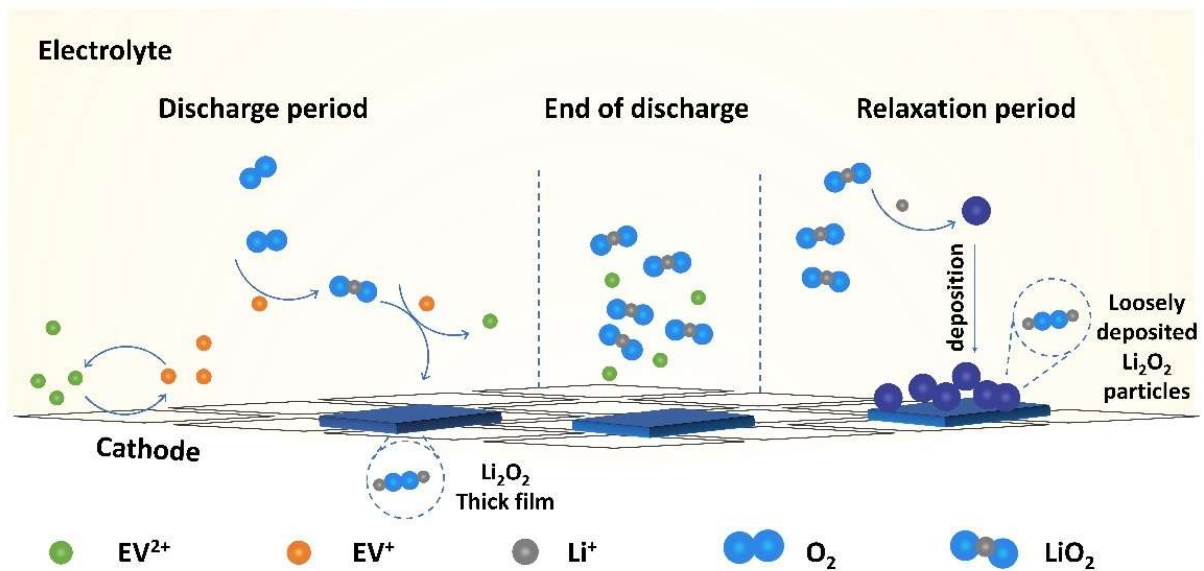 Electrolyte
Discharge period
End of discharge
Relaxation period
deposition
Loosely
deposited
Li₂O₂
particles
Cathode
Li₂O₂
Thick film
EV²⁺
EV⁺
Li⁺
O₂
LiO₂